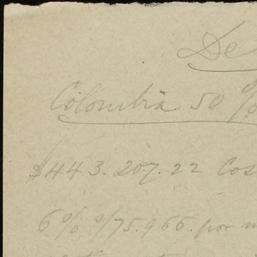 De
Colombia 50 %
$443.207.22 Cos
6% o/75.966. por